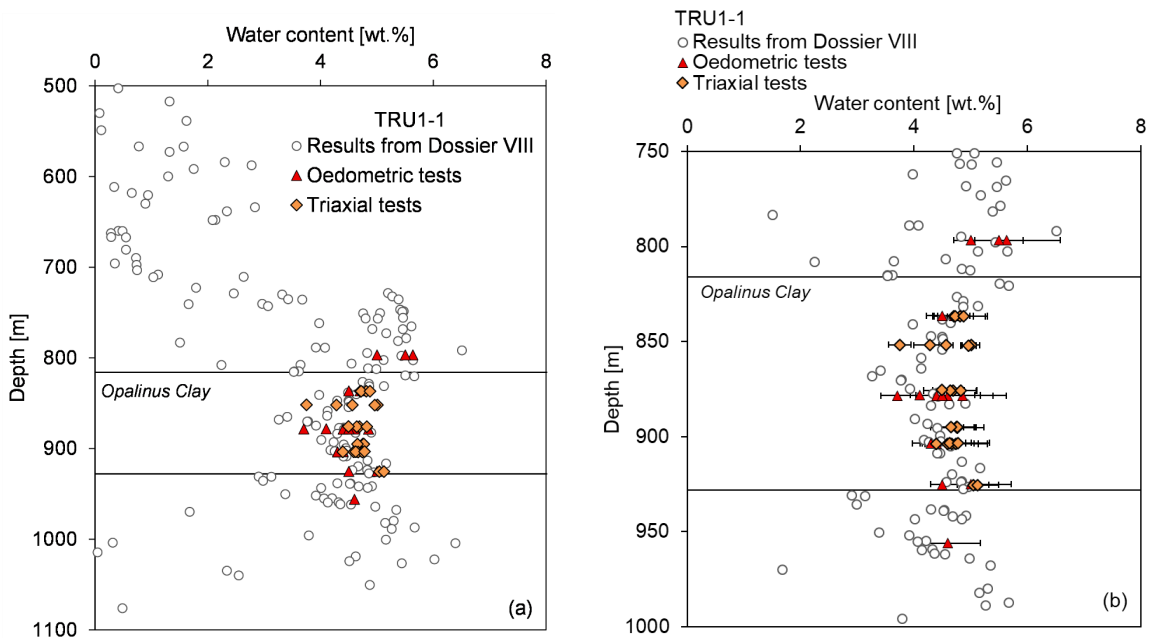 Water content [wt.%]
0 2 4 6 8
500
600
700
800
900
1000
1100
Depth [m]
TRU1-1
Results from Dossier VIII
Oedometric tests
Triaxial tests
Opalinus Clay
(a)
TRU1-1
Results from Dossier VIII
Oedometric tests
Triaxial tests
Water content [wt.%]
0 2 4 6 8
750
800
850
900
950
1000
Depth [m]
Opalinus Clay
(b)